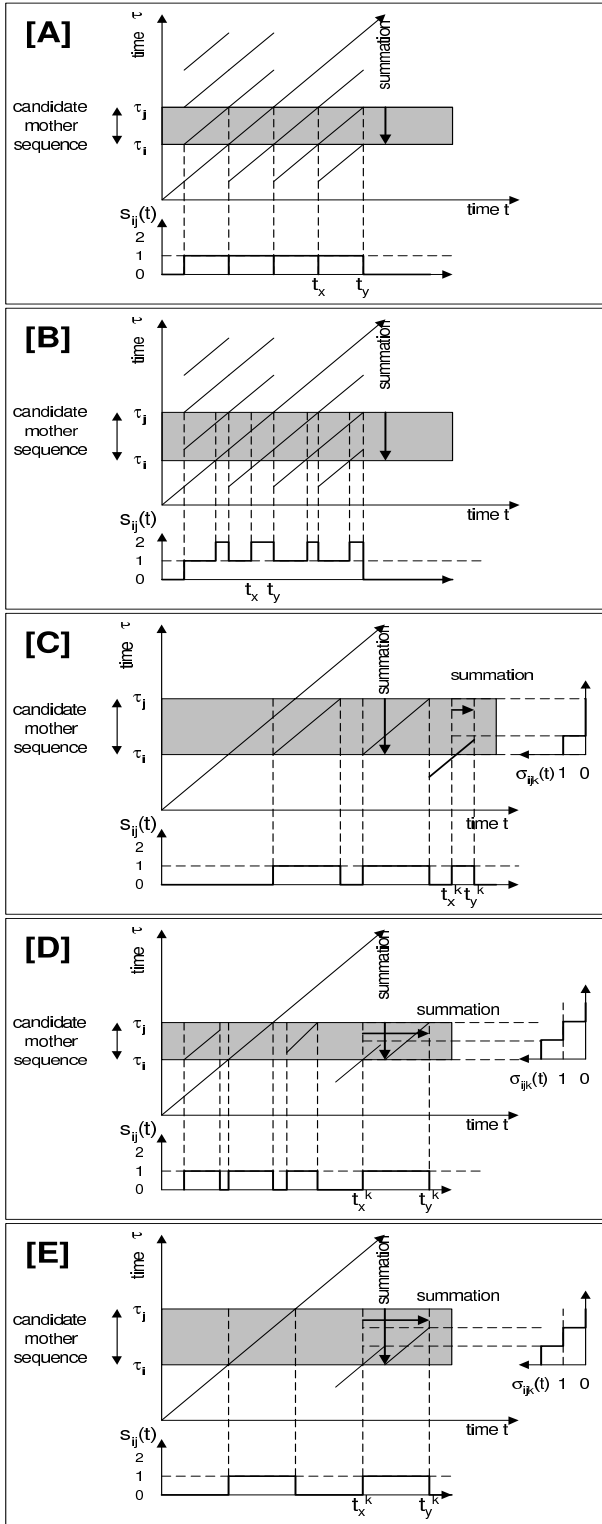 [A]
time τ
summation
candidate
mother
sequence
τj
τi
time t
sij(t)
2
1
0
tx
ty
[B]
time τ
summation
candidate
mother
sequence
τj
τi
time t
sij(t)
2
1
0
tx ty
[C]
time τ
summation
summation
candidate
mother
sequence
τj
τi
σijk(t) 1 0
time t
sij(t)
2
1
0
txk tyk
[D]
time τ
summation
summation
candidate
mother
sequence
τj
τi
σijk(t) 1 0
time t
sij(t)
2
1
0
txk
tyk
[E]
time τ
summation
summation
candidate
mother
sequence
τj
τi
σijk(t) 1 0
time t
sij(t)
2
1
0
txk
tyk